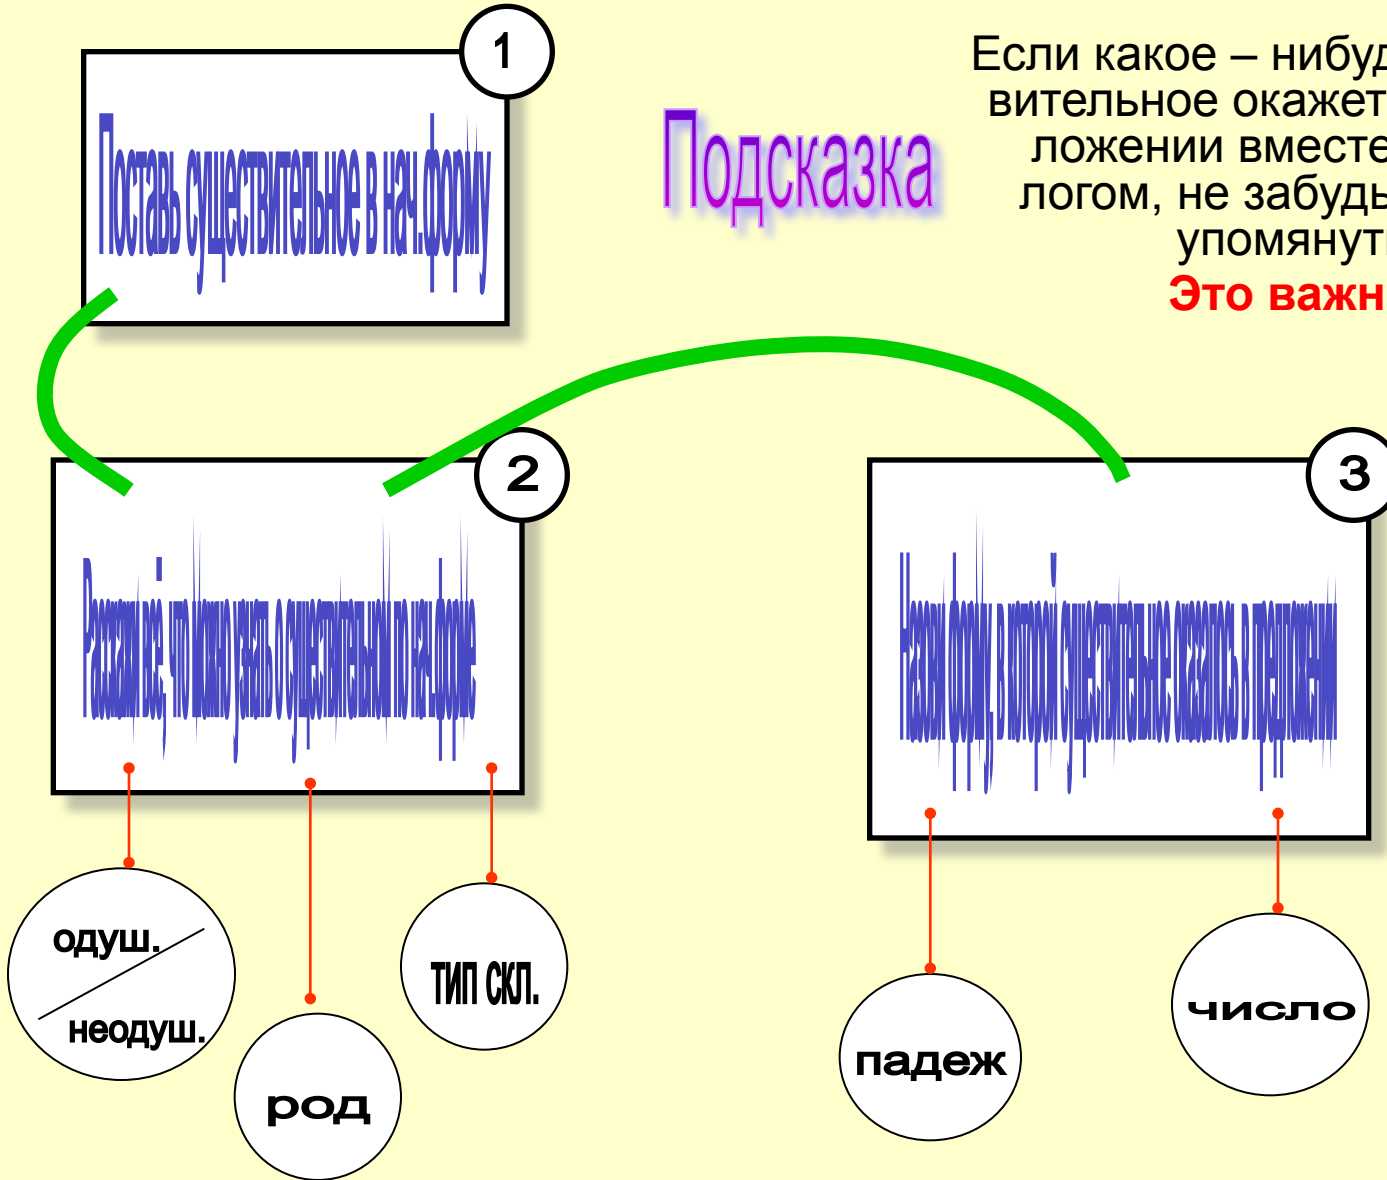 1
Поставь существительное в нач.форму
Подсказка
Если какое – нибуд
вительное окажет
ложении вместе
логом, не забудь
упомянут
Это важн
2
Расскажи всё, что можно узнать о существительном по нач.форме
3
Назови форму, в которой существительное оказалось в предложении
одуш.
неодуш.
род
тип скл.
падеж
число